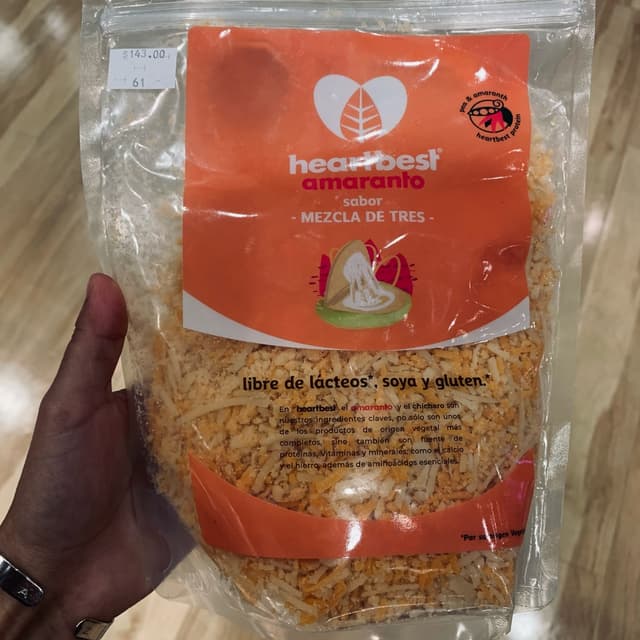 $143.00
61
pea & amaranth
heartbest protein
heartbest®
amaranto
sabor
- MEZCLA DE TRES -
libre de lácteos*, soya y gluten.*
En heartbest el amaranto y el chícharo son
nuestros ingredientes claves, no sólo son unos
de los productos de origen vegetal más
completos, sino también son fuente de
proteínas, vitaminas y minerales, como el calcio
y el hierro, además de aminoácidos esenciales.
*Por